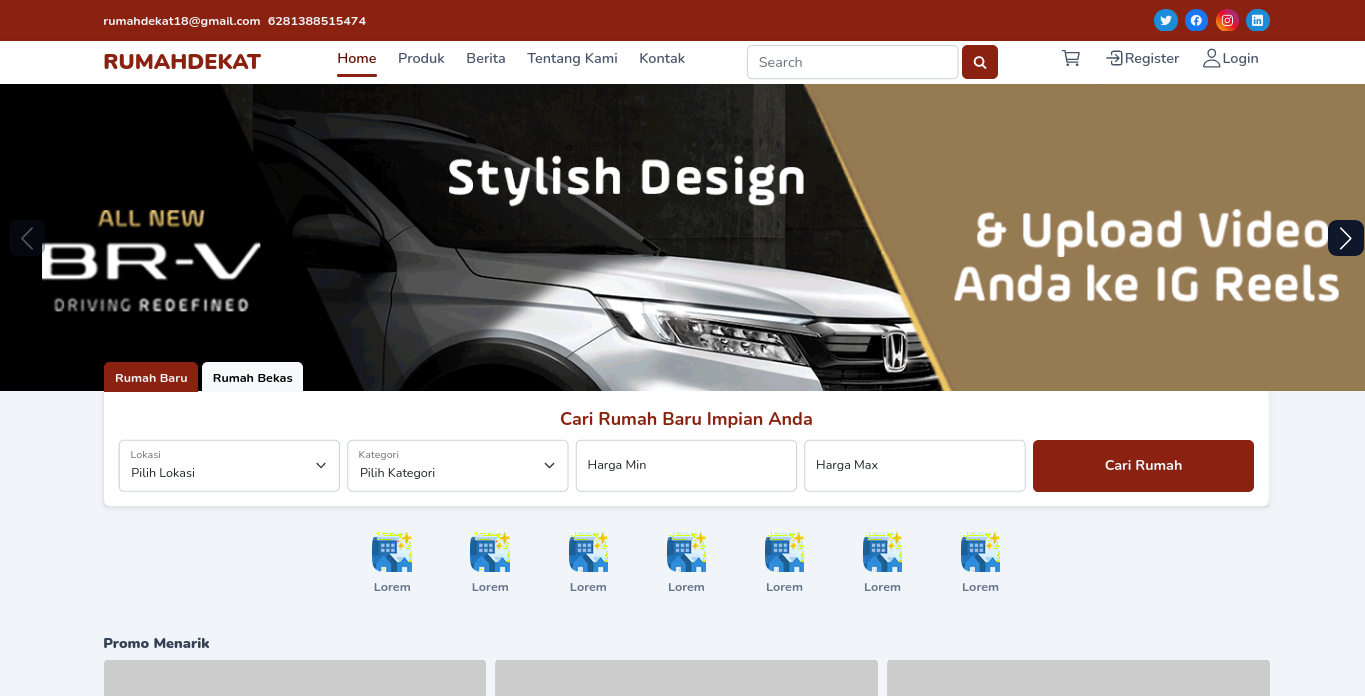 rumahdekat18@gmail.com 6281388515474
RUMAHDEKAT
Home Produk Berita Tentang Kami Kontak
Search
Register Login
Stylish Design
ALL NEW
BR-V
DRIVING REDEFINED
& Upload Video
Anda ke IG Reels
Rumah Baru Rumah Bekas
Cari Rumah Baru Impian Anda
Lokasi
Pilih Lokasi
Kategori
Pilih Kategori
Harga Min
Harga Max
Cari Rumah
Lorem Lorem Lorem Lorem Lorem Lorem Lorem
Promo Menarik